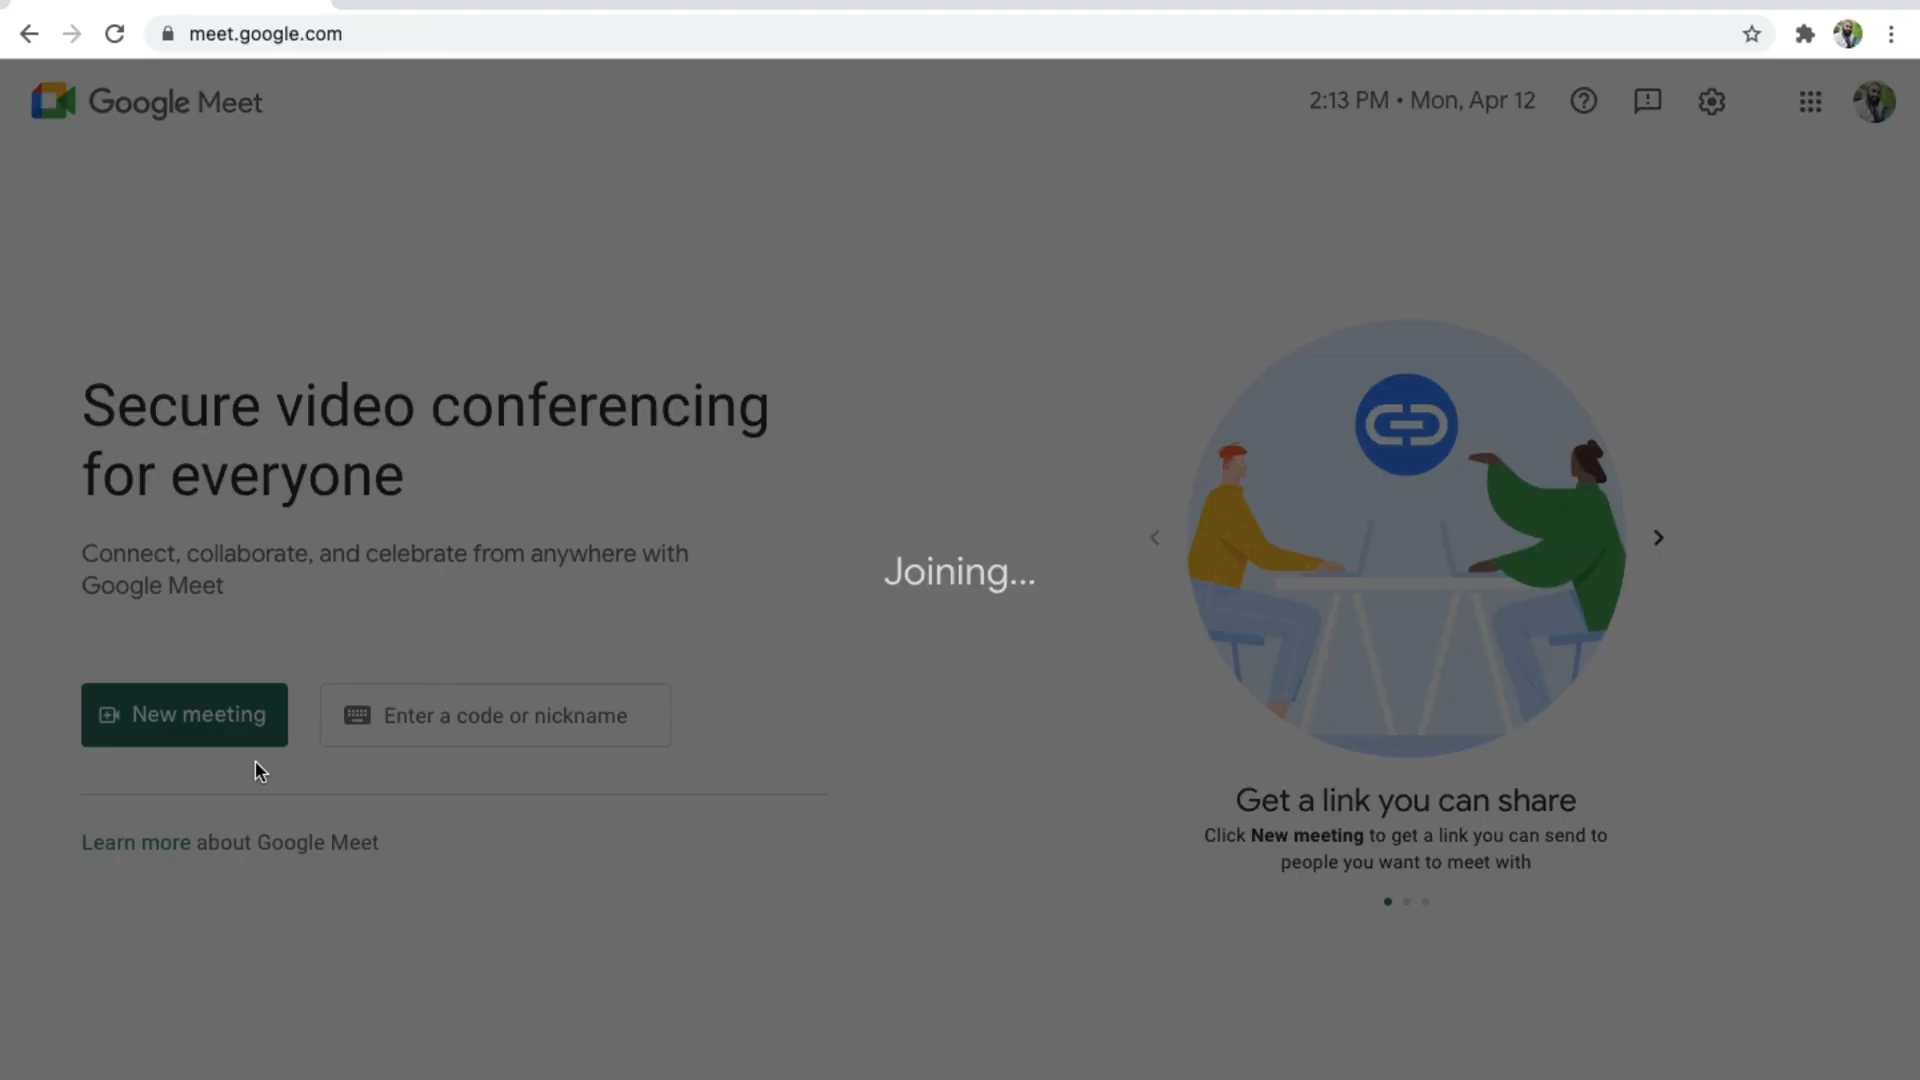 meet.google.com
Google Meet
2:13 PM • Mon, Apr 12
Secure video conferencing
for everyone
Connect, collaborate, and celebrate from anywhere with
Google Meet
Joining...
New meeting
Enter a code or nickname
Learn more about Google Meet
Get a link you can share
Click New meeting to get a link you can send to
people you want to meet with